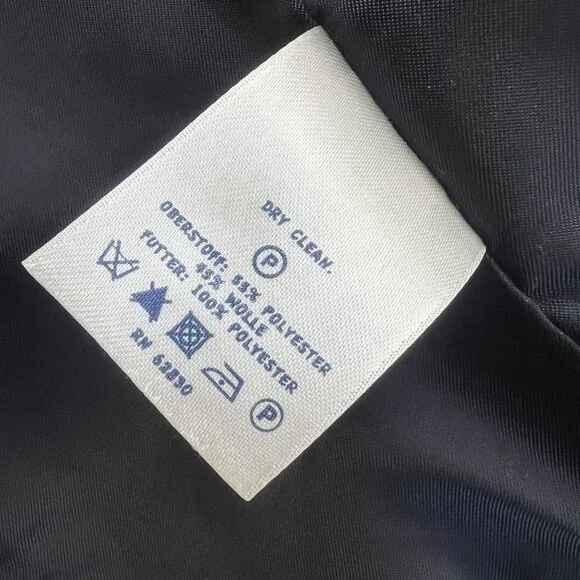 DRY CLEAN.
P
OBERSTOFF: 55% POLYESTER
45% WOLLE
FUTTER: 100% POLYESTER
P
RN 62830